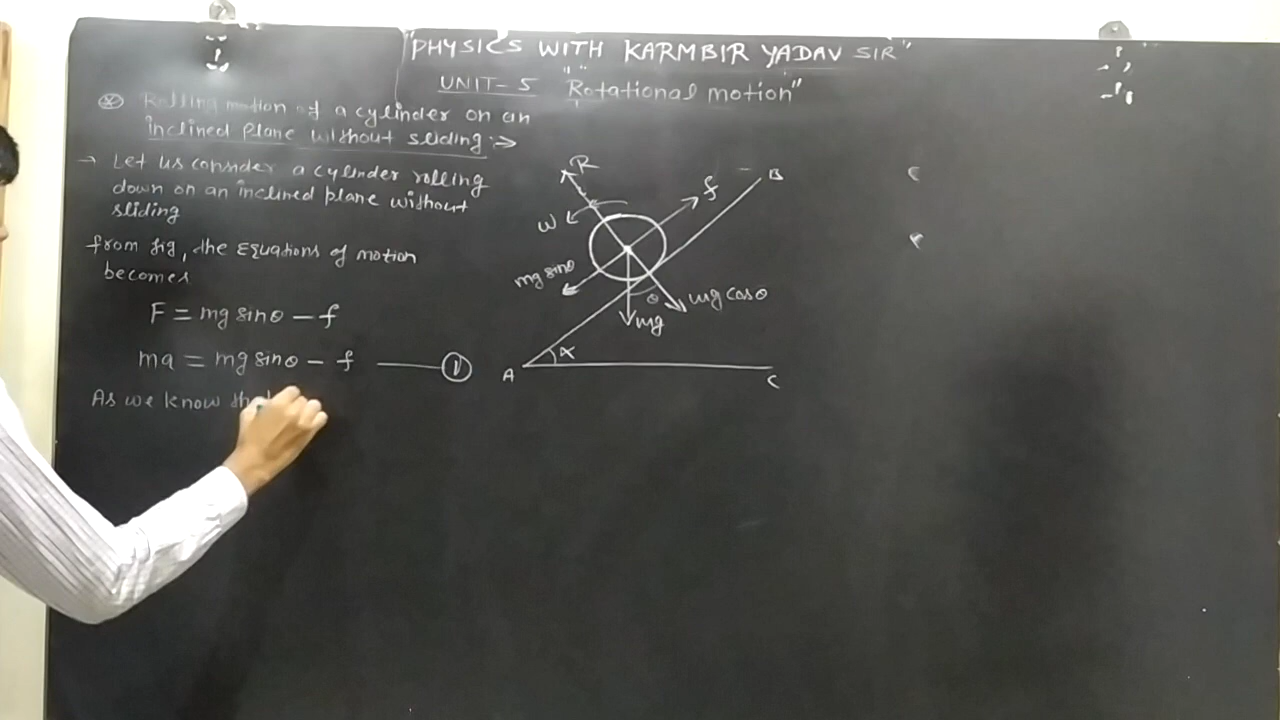 "PHYSICS WITH KARMBIR YADAV SIR"
UNIT-5 "Rotational motion"
Rolling motion of a cylinder on an
inclined plane without sliding :->
→ Let us consider a cylinder rolling
down on an inclined plane without
sliding
from fig, the Equations of motion
becomes
F = mg sinθ - f
ma = mg sinθ - f —— 1
As we know
R
B
f
ω
mg sinθ
θ
mg cosθ
mg
α
A
C